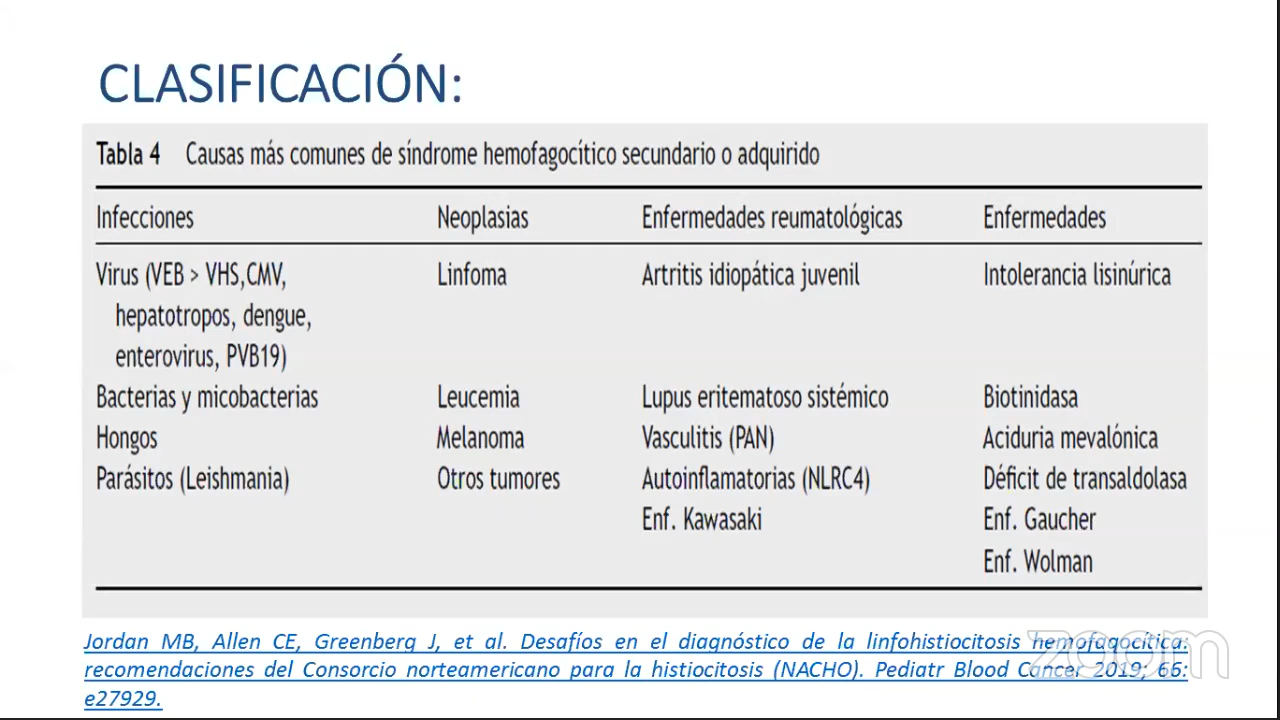 CLASIFICACIÓN:
Tabla 4 Causas más comunes de síndrome hemofagocítico secundario o adquirido
Infecciones Neoplasias Enfermedades reumatológicas Enfermedades
Virus (VEB > VHS,CMV, Linfoma Artritis idiopática juvenil Intolerancia lisinúrica
hepatotropos, dengue,
enterovirus, PVB19)
Bacterias y micobacterias Leucemia Lupus eritematoso sistémico Biotinidasa
Hongos Melanoma Vasculitis (PAN) Aciduria mevalónica
Parásitos (Leishmania) Otros tumores Autoinflamatorias (NLRC4) Déficit de transaldolasa
Enf. Kawasaki Enf. Gaucher
Enf. Wolman
Jordan MB, Allen CE, Greenberg J, et al. Desafíos en el diagnóstico de la linfohistiocitosis hemofagocítica:
recomendaciones del Consorcio norteamericano para la histiocitosis (NACHO). Pediatr Blood Cancer 2019; 66:
e27929.
zoom